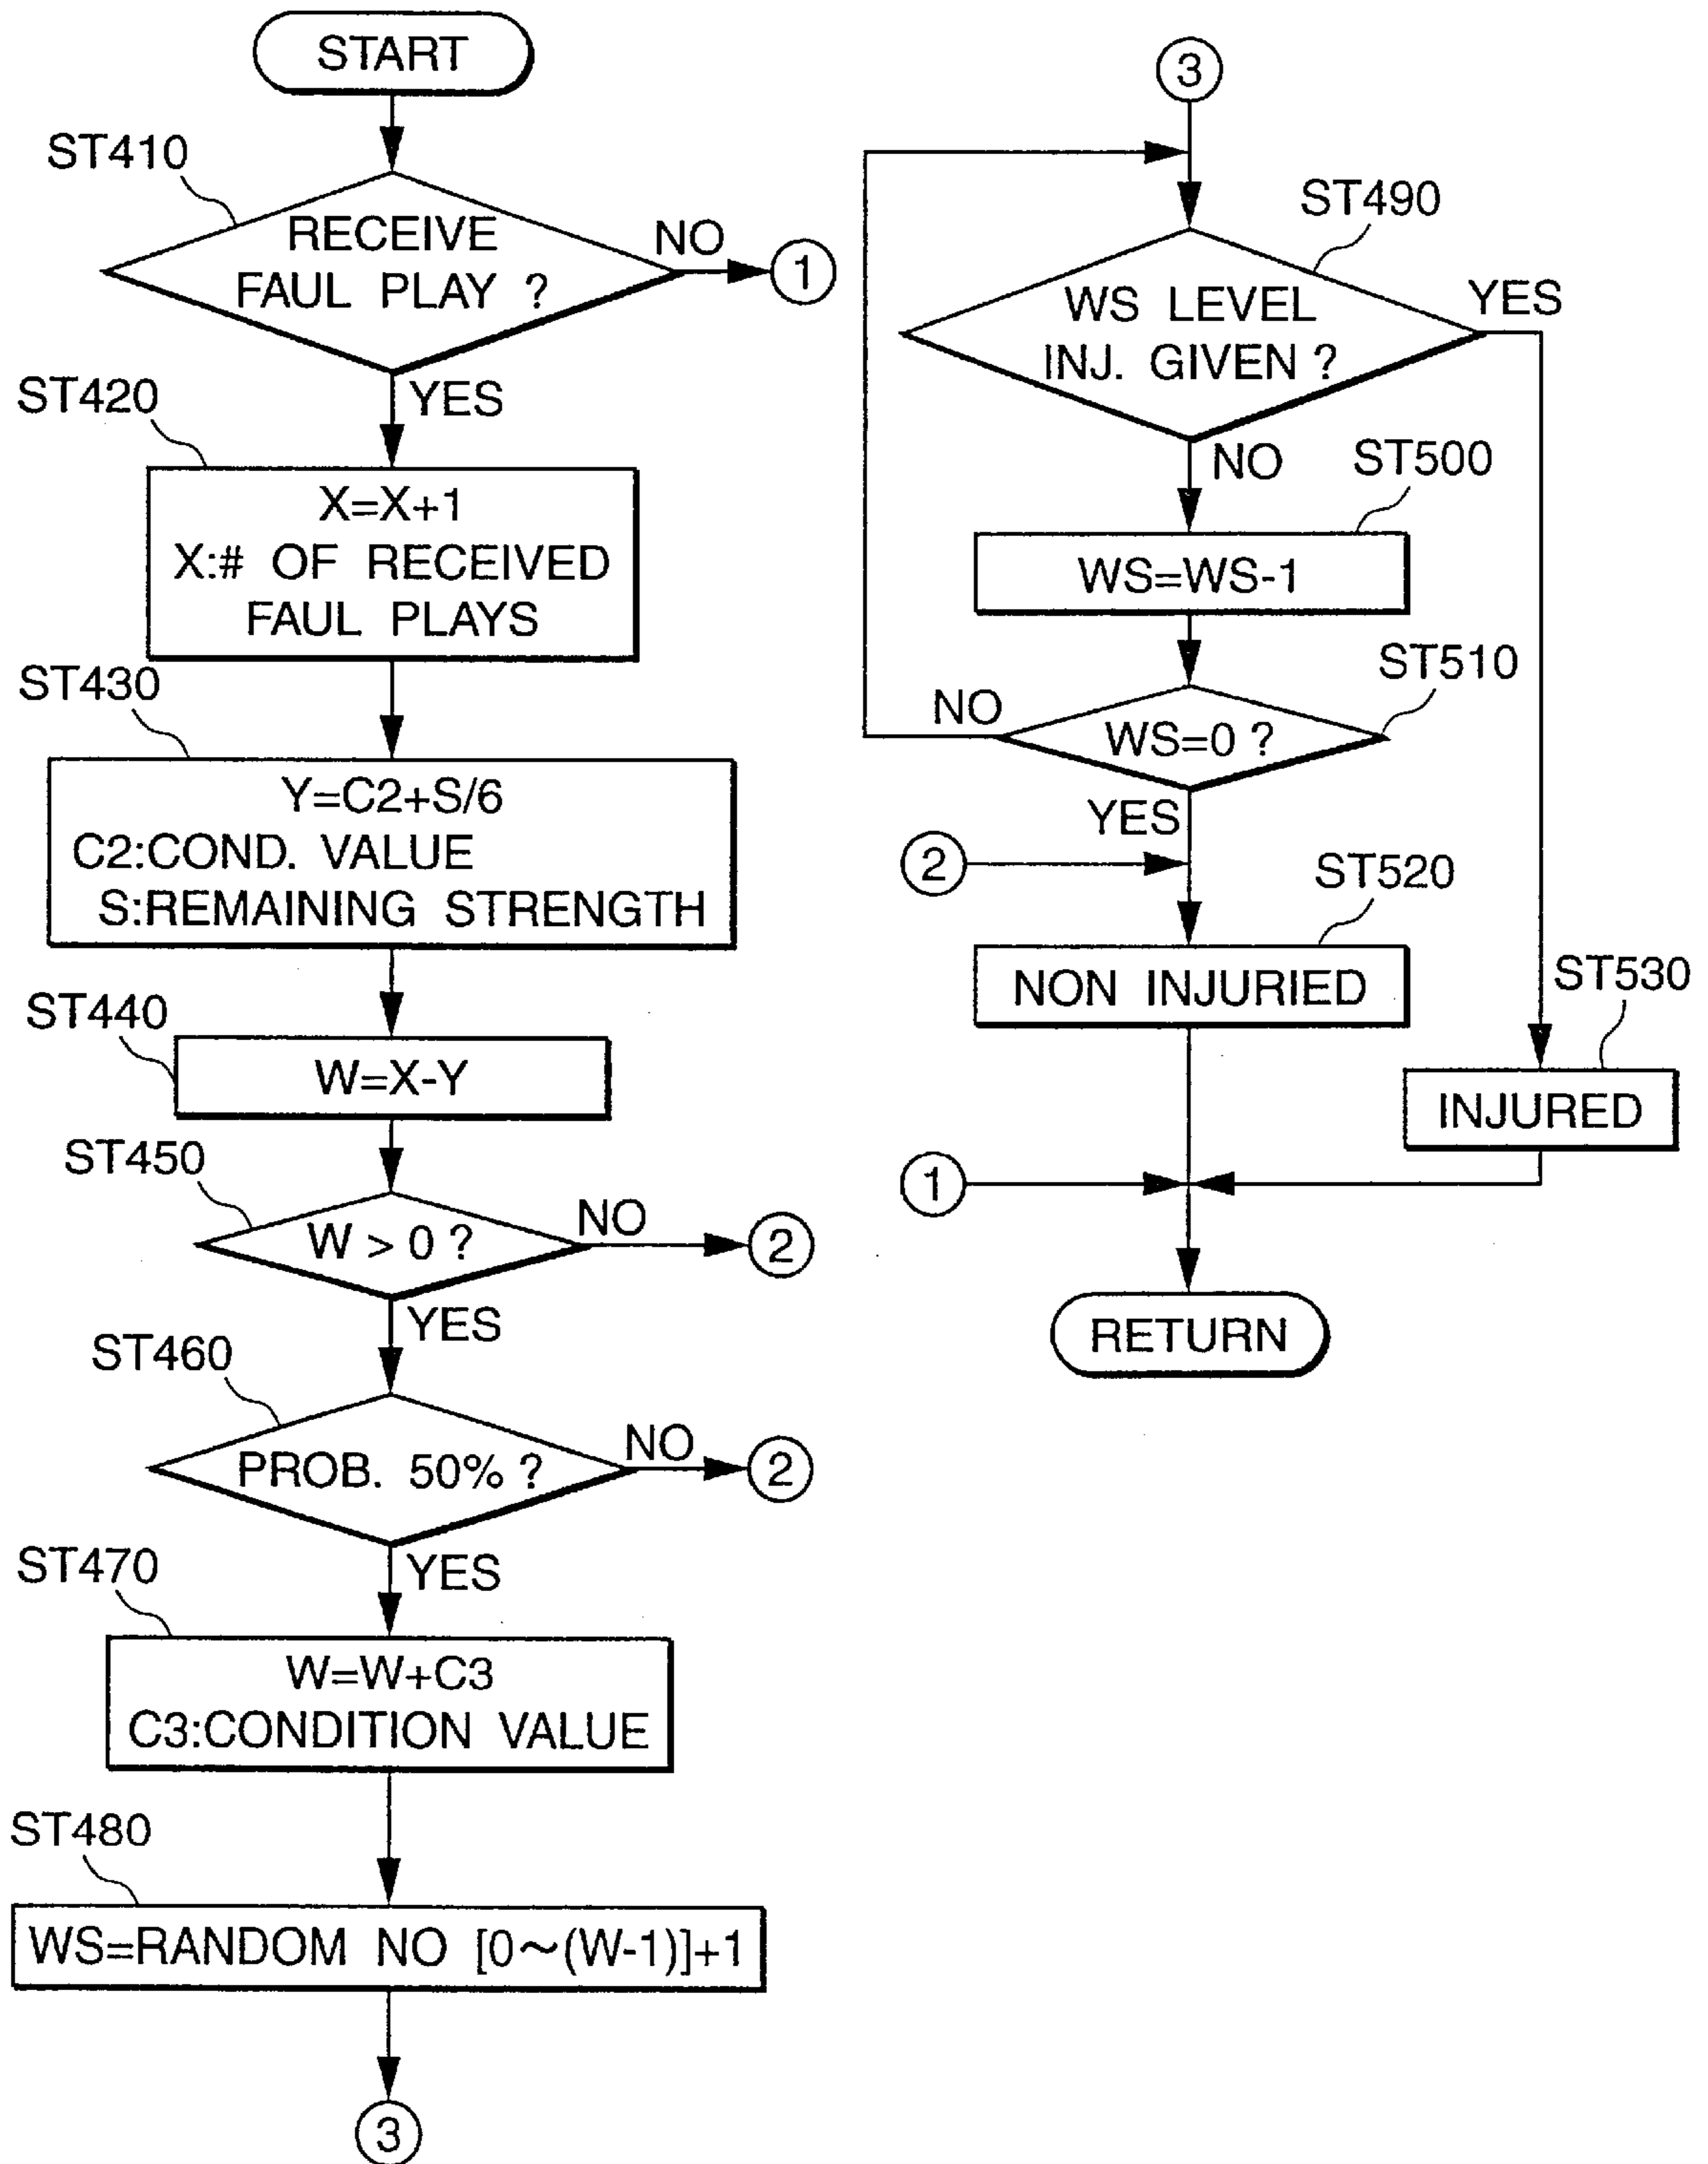 START
ST410
RECEIVE
FAUL PLAY ?
NO
1
YES
ST420
X=X+1
X:# OF RECEIVED
FAUL PLAYS
ST430
Y=C2+S/6
C2:COND. VALUE
S:REMAINING STRENGTH
ST440
W=X-Y
ST450
W > 0 ?
NO
2
YES
ST460
PROB. 50% ?
NO
2
YES
ST470
W=W+C3
C3:CONDITION VALUE
ST480
WS=RANDOM NO [0~(W-1)]+1
3
3
ST490
WS LEVEL
INJ. GIVEN ?
YES
NO
ST500
WS=WS-1
ST510
WS=0 ?
NO
YES
2
ST520
NON INJURIED
ST530
INJURED
1
RETURN